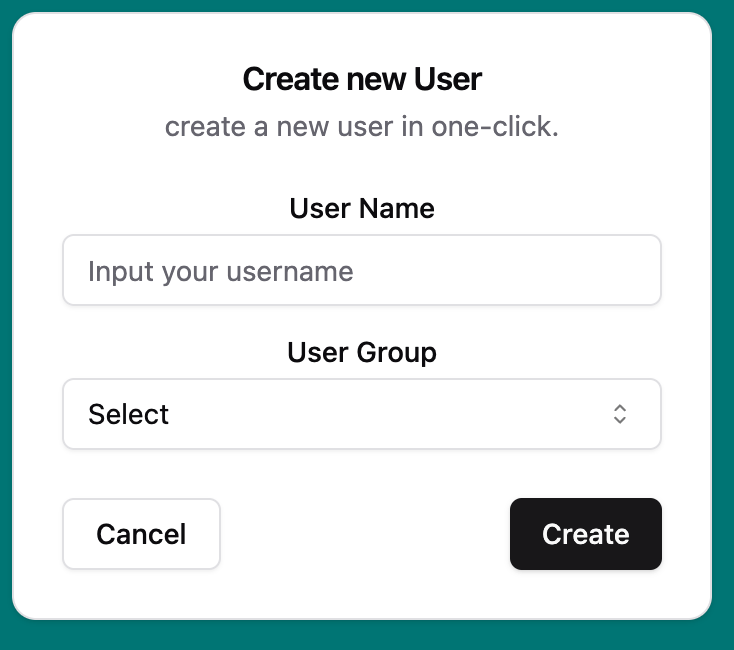 Create new User
create a new user in one-click.
User Name
Input your username
User Group
Select
Cancel
Create